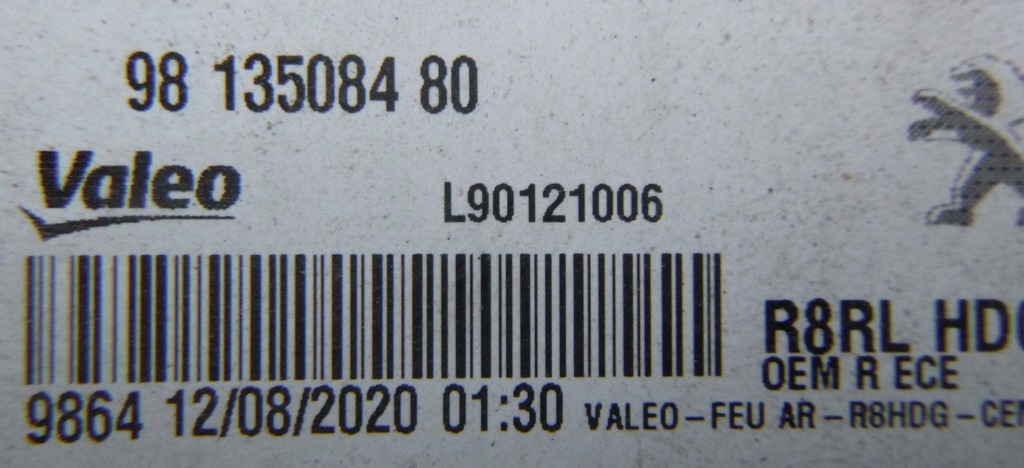 98 135084 80
Valeo
L90121006
R8RL
OEM R ECE
9864 12/08/2020 01:30 VALEO-FEU AR-R8HDG-